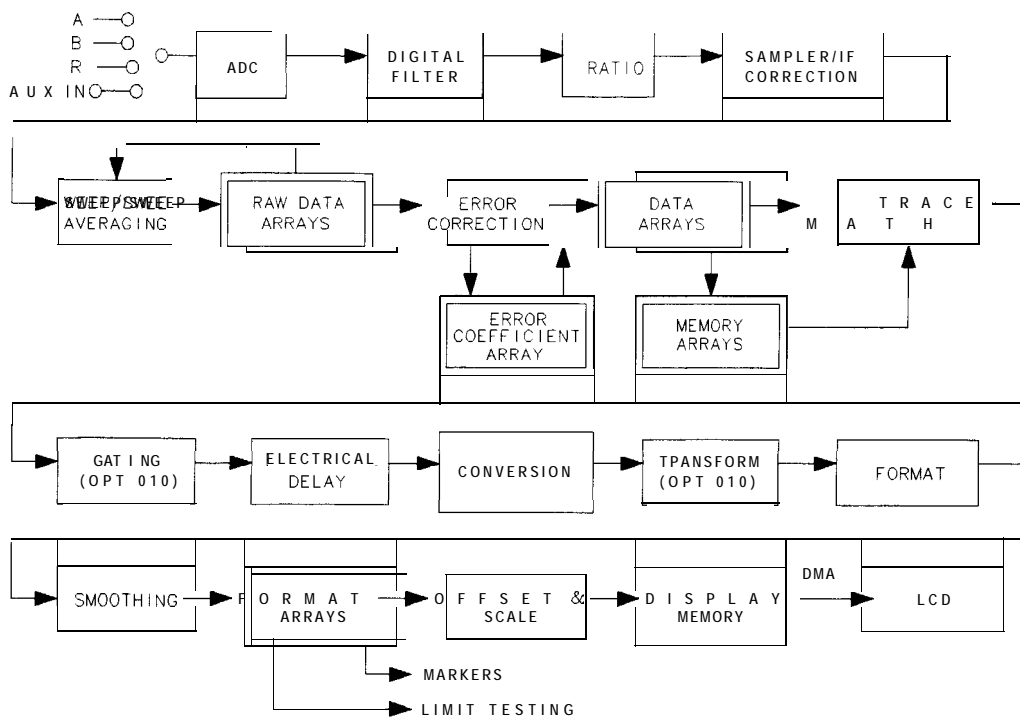 A
B
R
AUX IN
ADC
DIGITAL
FILTER
RATIO
SAMPLER/IF
CORRECTION
AVERAGING
RAW DATA
ARRAYS
ERROR
CORRECTION
DATA
ARRAYS
TRACE
MATH
ERROR
COEFFICIENT
ARRAY
MEMORY
ARRAYS
GATING
(OPT 010)
ELECTRICAL
DELAY
CONVERSION
TPANSFORM
(OPT 010)
FORMAT
SMOOTHING
FORMAT
ARRAYS
OFFSET &
SCALE
DISPLAY
MEMORY
DMA
LCD
MARKERS
LIMIT TESTING